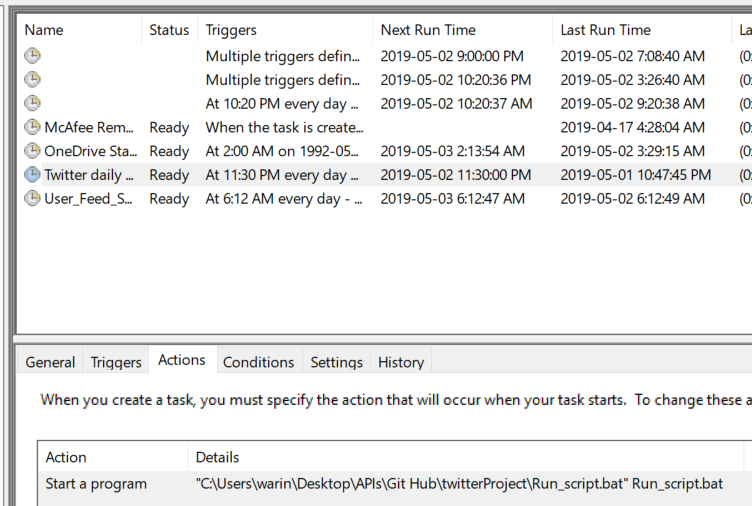 Name Status Triggers Next Run Time Last Run Time La
Multiple triggers defin... 2019-05-02 9:00:00 PM 2019-05-02 7:08:40 AM (0:
Multiple triggers defin... 2019-05-02 10:20:36 PM 2019-05-02 3:26:40 AM (0:
At 10:20 PM every day ... 2019-05-02 10:20:37 AM 2019-05-02 9:20:38 AM (0:
McAfee Rem... Ready When the task is create... 2019-04-17 4:28:04 AM (0:
OneDrive Sta... Ready At 2:00 AM on 1992-05... 2019-05-03 2:13:54 AM 2019-05-02 3:29:15 AM (0:
Twitter daily ... Ready At 11:30 PM every day ... 2019-05-02 11:30:00 PM 2019-05-01 10:47:45 PM (0:
User_Feed_S... Ready At 6:12 AM every day - ... 2019-05-03 6:12:47 AM 2019-05-02 6:12:49 AM (0:
General Triggers Actions Conditions Settings History
When you create a task, you must specify the action that will occur when your task starts. To change these a
Action Details
Start a program "C:\Users\warin\Desktop\APIs\Git Hub\twitterProject\Run_script.bat" Run_script.bat